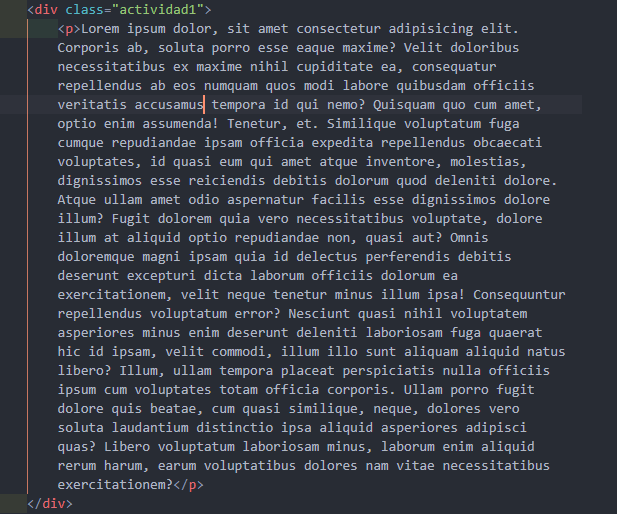 <div class="actividad1">
<p>Lorem ipsum dolor, sit amet consectetur adipisicing elit.
Corporis ab, soluta porro esse eaque maxime? Velit doloribus
necessitatibus ex maxime nihil cupiditate ea, consequatur
repellendus ab eos numquam quos modi labore quibusdam officiis
veritatis accusamus tempora id qui nemo? Quisquam quo cum amet,
optio enim assumenda! Tenetur, et. Similique voluptatum fuga
cumque repudiandae ipsam officia expedita repellendus obcaecati
voluptates, id quasi eum qui amet atque inventore, molestias,
dignissimos esse reiciendis debitis dolorum quod deleniti dolore.
Atque ullam amet odio aspernatur facilis esse dignissimos dolore
illum? Fugit dolorem quia vero necessitatibus voluptate, dolore
illum at aliquid optio repudiandae non, quasi aut? Omnis
doloremque magni ipsam quia id delectus perferendis debitis
deserunt excepturi dicta laborum officiis dolorum ea
exercitationem, velit neque tenetur minus illum ipsa! Consequuntur
repellendus voluptatum error? Nesciunt quasi nihil voluptatem
asperiores minus enim deserunt deleniti laboriosam fuga quaerat
hic id ipsam, velit commodi, illum illo sunt aliquam aliquid natus
libero? Illum, ullam tempora placeat perspiciatis nulla officiis
ipsum cum voluptates totam officia corporis. Ullam porro fugit
dolore quis beatae, cum quasi similique, neque, dolores vero
soluta laudantium distinctio ipsa aliquid asperiores adipisci
quas? Libero voluptatum laboriosam minus, laborum enim aliquid
rerum harum, earum voluptatibus dolores nam vitae necessitatibus
exercitationem?</p>
</div>